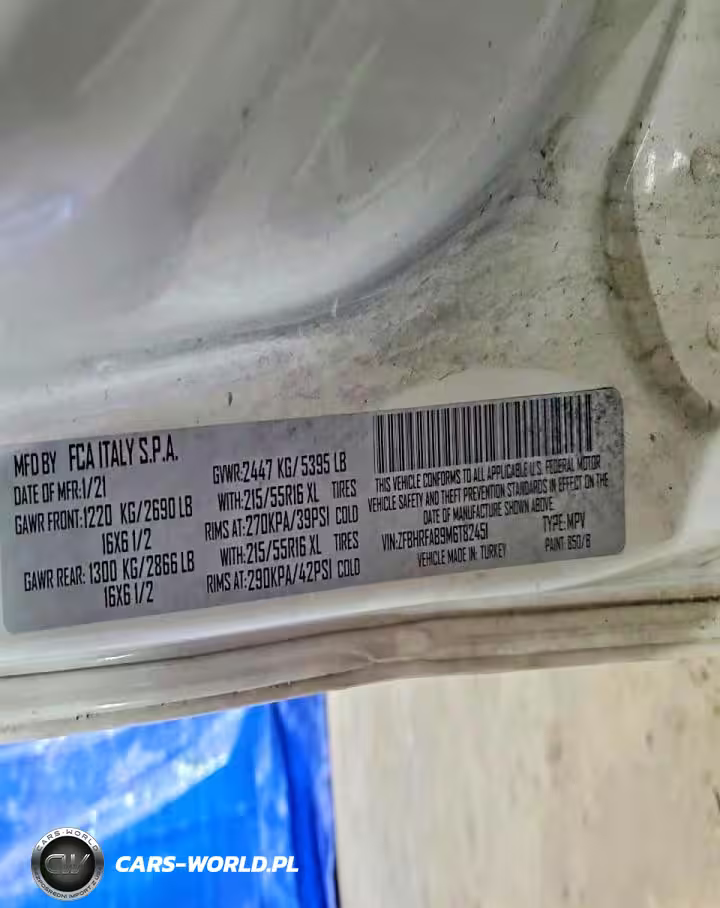 MFD BY FCA ITALY S.P.A.
DATE OF MFR:1/21
GAWR FRONT:1220 KG/2690 LB
16X6 1/2
GAWR REAR:1300 KG/2866 LB
16X6 1/2
GVWR:2447 KG/5395 LB
WITH:215/55R16 XL TIRES
RIMS AT:270KPA/39PSI COLD
WITH:215/55R16 XL TIRES
RIMS AT:290KPA/42PSI COLD
THIS VEHICLE CONFORMS TO ALL APPLICABLE U.S. FEDERAL MOTOR
VEHICLE SAFETY AND THEFT PREVENTION STANDARDS IN EFFECT ON THE
DATE OF MANUFACTURE SHOWN ABOVE.
VIN:ZFBHRFAB9M6T82451 TYPE:MPV
VEHICLE MADE IN: TURKEY PAINT: 850/B
CARS-WORLD
CW
CARS-WORLD.PL